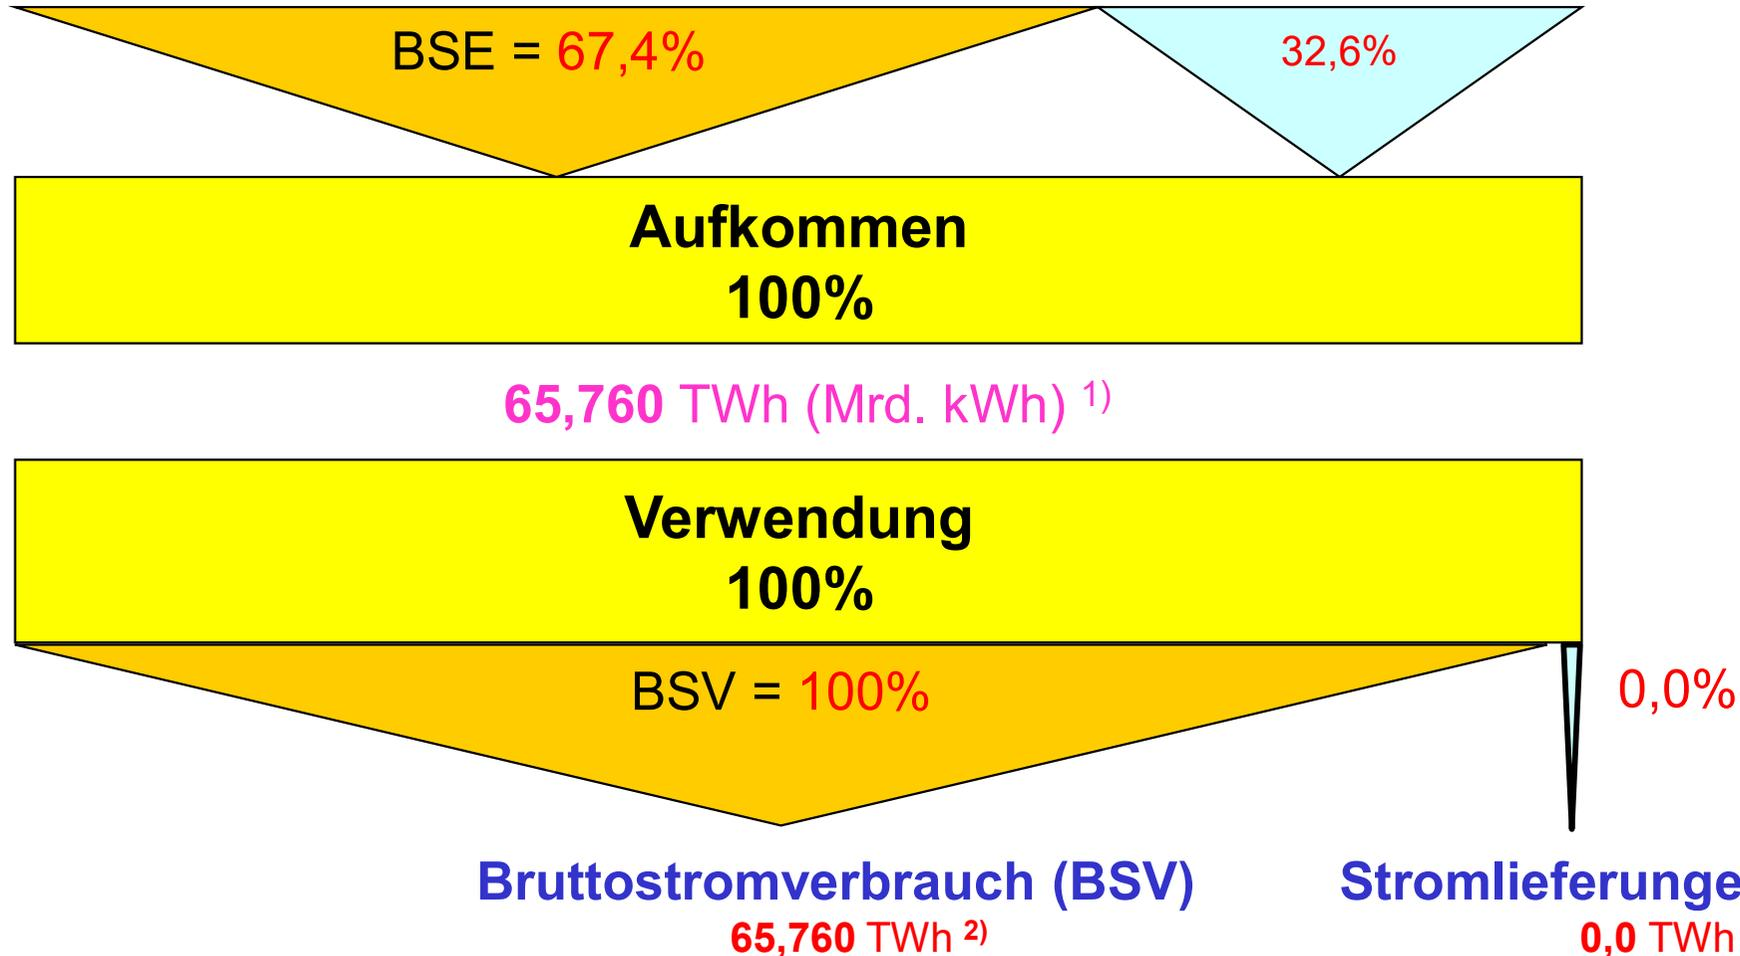 BSE = 67,4%
32,6%
Aufkommen
100%
65,760 TWh (Mrd. kWh) 1)
Verwendung
100%
BSV = 100%
0,0%
Bruttostromverbrauch (BSV)
Stromlieferunge
65,760 TWh 2)
0,0 TWh